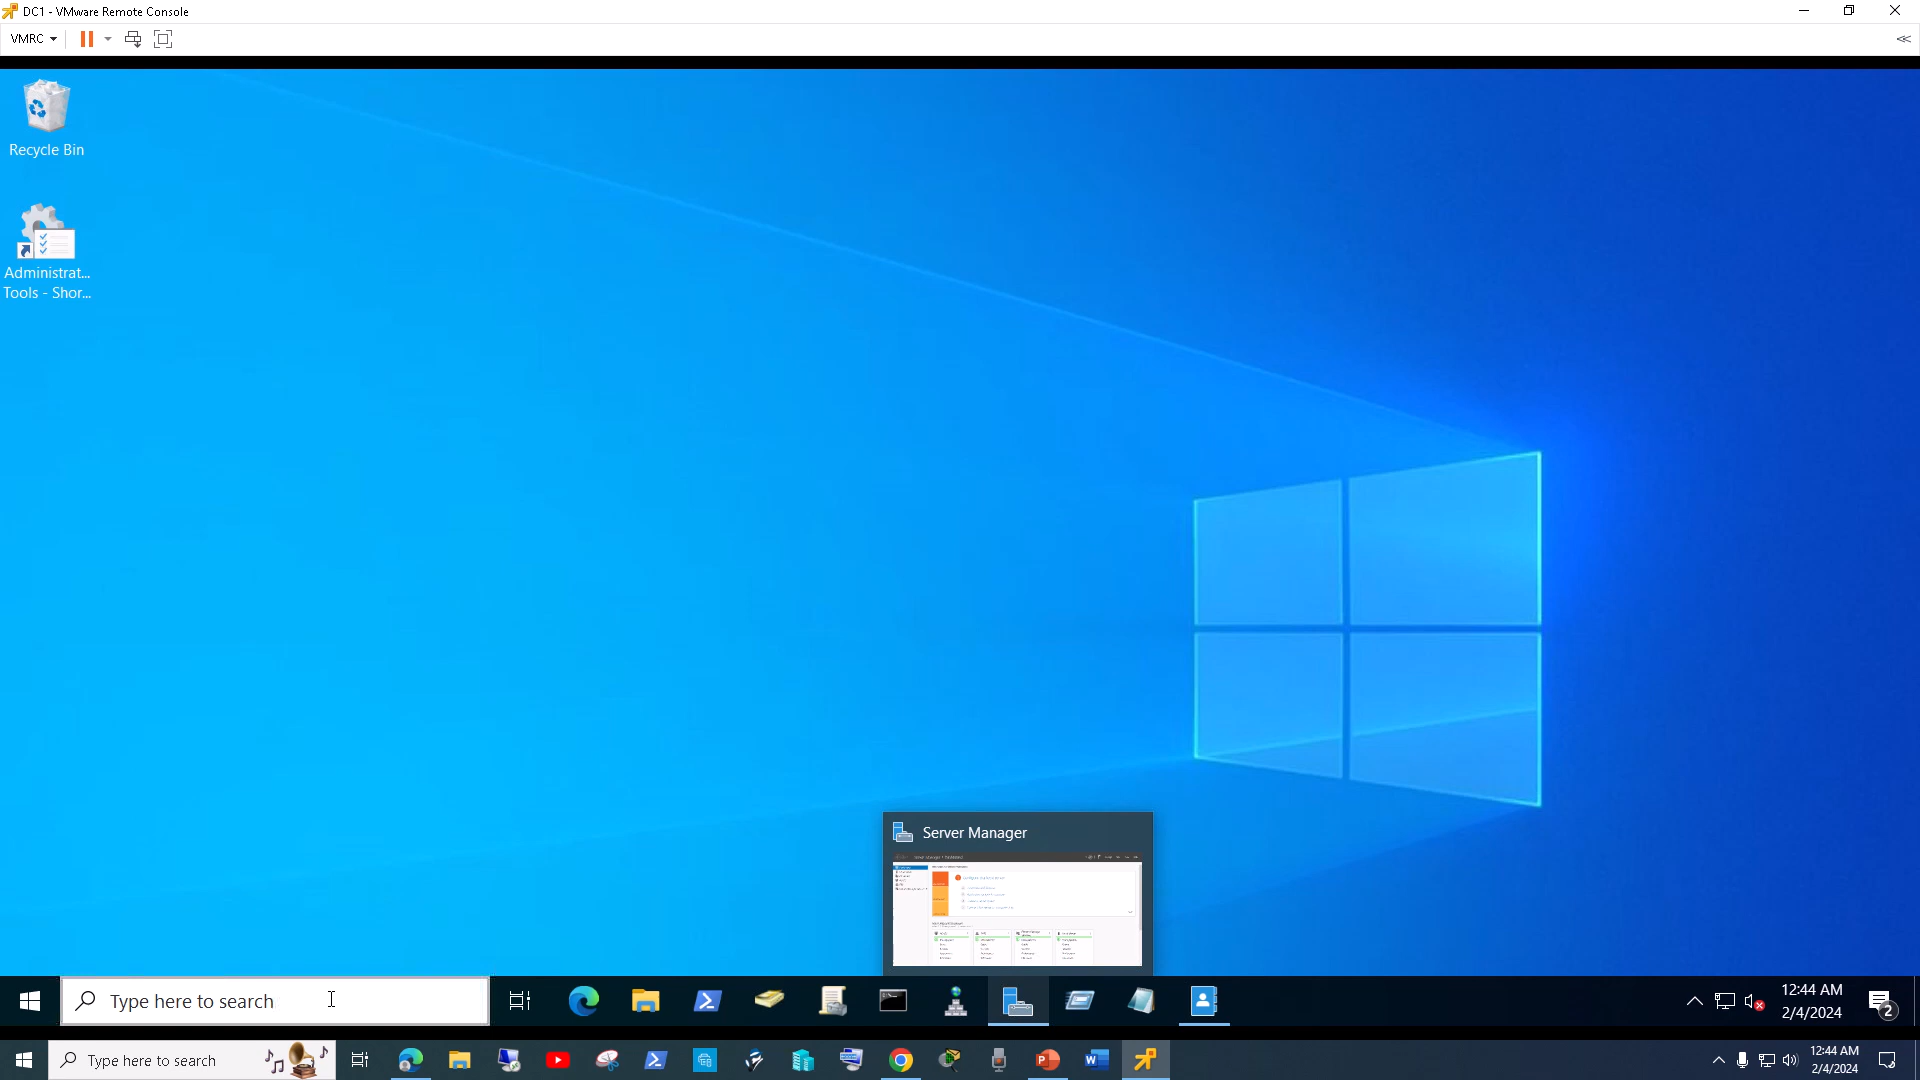 DC1 - VMware Remote Console
VMRC
Recycle Bin
Administrat...
Tools - Shor...
Server Manager
Type here to search
12:44 AM
2/4/2024
2
Type here to search
12:44 AM
2/4/2024